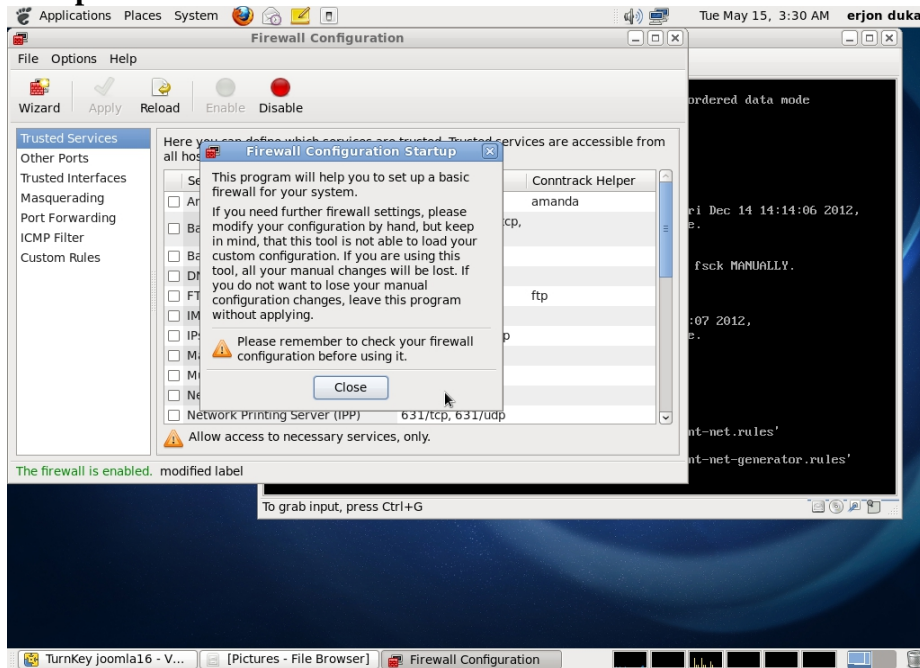 Applications Places System
Tue May 15, 3:30 AM erjon duka
Firewall Configuration
File Options Help
Wizard Apply Reload Enable Disable
Trusted Services
Other Ports
Trusted Interfaces
Masquerading
Port Forwarding
ICMP Filter
Custom Rules
Here you can define which services are trusted. Trusted services are accessible from
all
Conntrack Helper
amanda
ftp
Firewall Configuration Startup
This program will help you to set up a basic
firewall for your system.
If you need further firewall settings, please
modify your configuration by hand, but keep
in mind, that this tool is not able to load your
custom configuration. If you are using this
tool, all your manual changes will be lost. If
you do not want to lose your manual
configuration changes, leave this program
without applying.
Please remember to check your firewall
configuration before using it.
Close
Network Printing Server (IPP) 631/tcp, 631/udp
Allow access to necessary services, only.
The firewall is enabled. modified label
ordered data mode
ri Dec 14 14:14:06 2012,
e.
fsck MANUALLY.
:07 2012,
e.
nt-net.rules'
nt-net-generator.rules'
To grab input, press Ctrl+G
TurnKey joomla16 - V...
[Pictures - File Browser]
Firewall Configuration